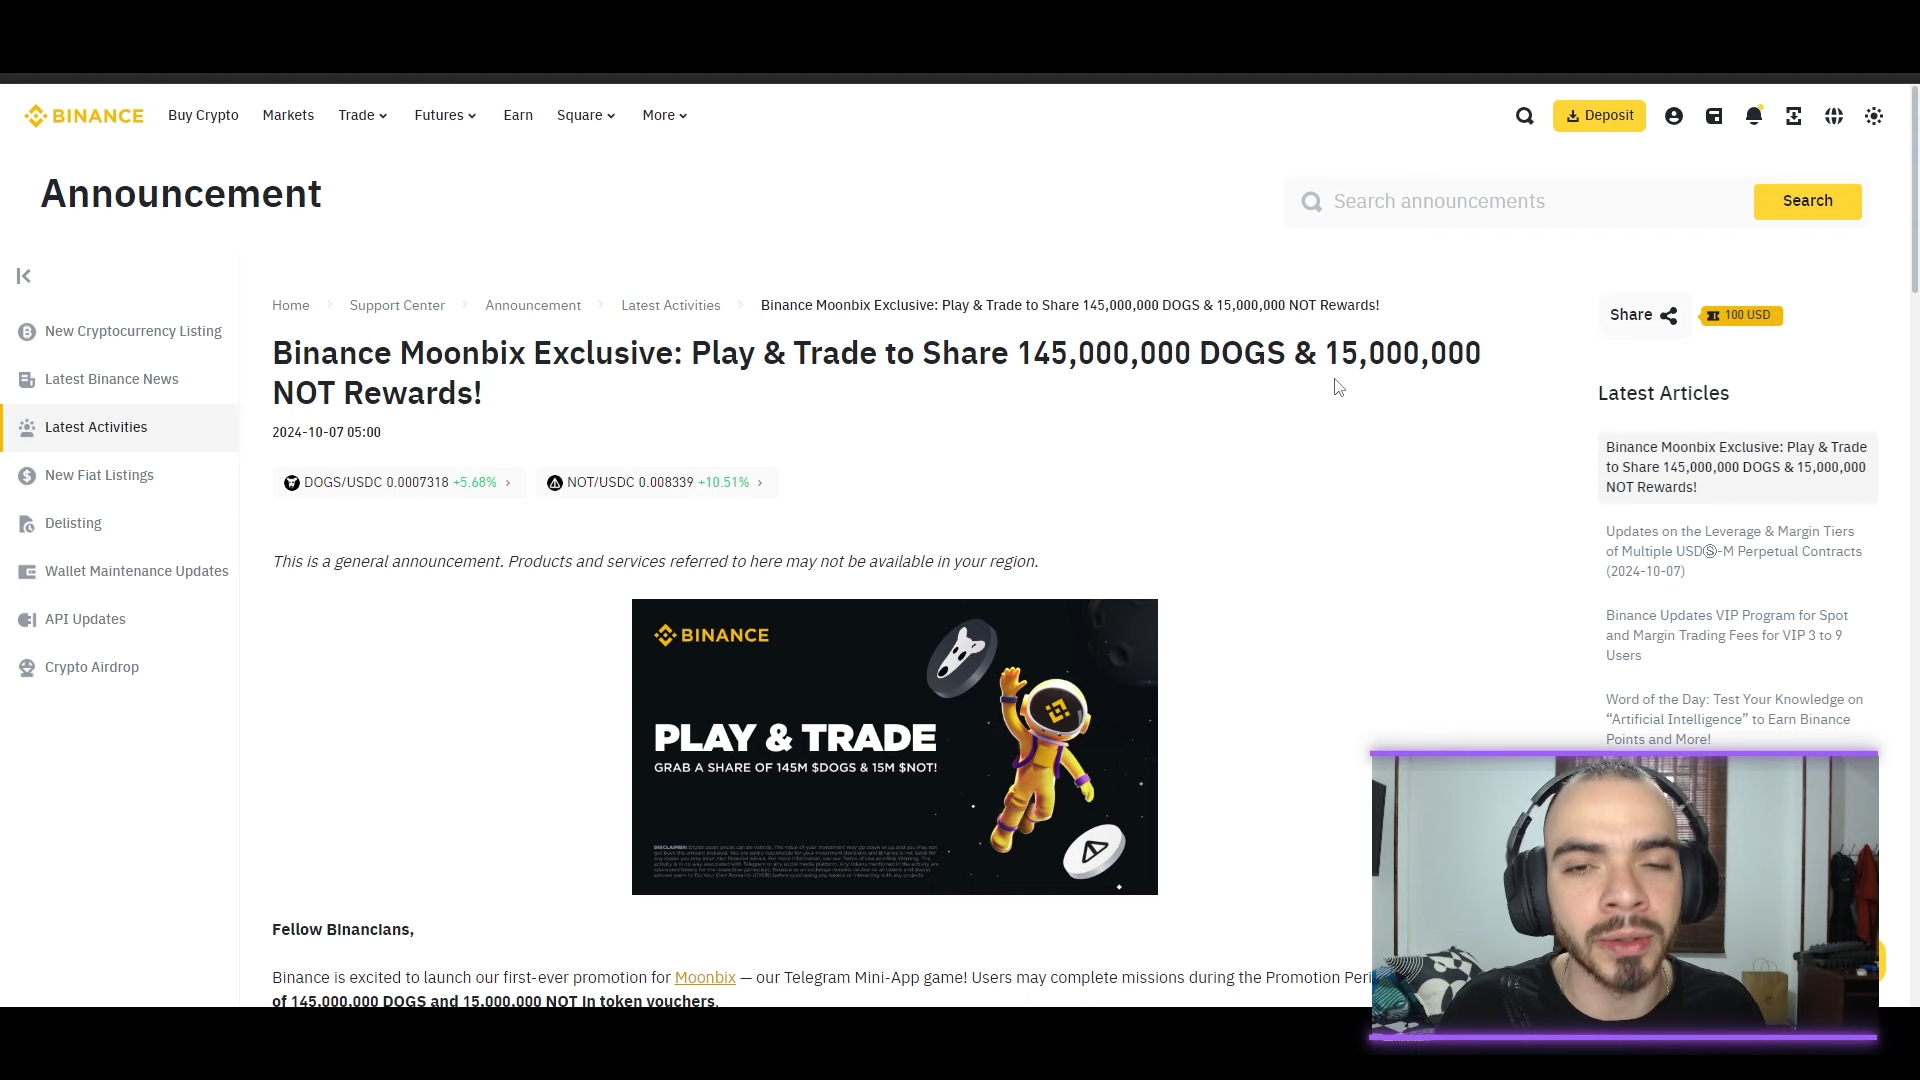 BINANCE
Buy Crypto
Markets
Trade
Futures
Earn
Square
More
Deposit
Announcement
Search announcements
Search
New Cryptocurrency Listing
Latest Binance News
Latest Activities
New Fiat Listings
Delisting
Wallet Maintenance Updates
API Updates
Crypto Airdrop
Home
Support Center
Announcement
Latest Activities
Binance Moonbix Exclusive: Play & Trade to Share 145,000,000 DOGS & 15,000,000 NOT Rewards!
Binance Moonbix Exclusive: Play & Trade to Share 145,000,000 DOGS & 15,000,000
NOT Rewards!
2024-10-07 05:00
DOGS/USDC 0.0007318 +5.68%
NOT/USDC 0.008339 +10.51%
This is a general announcement. Products and services referred to here may not be available in your region.
BINANCE
PLAY & TRADE
GRAB A SHARE OF 145M $DOGS & 15M $NOT!
Fellow Binancians,
Binance is excited to launch our first-ever promotion for Moonbix — our Telegram Mini-App game! Users may complete missions during the Promotion
of 145,000,000 DOGS and 15,000,000 NOT in token vouchers.
Share
100 USD
Latest Articles
Binance Moonbix Exclusive: Play & Trade
to Share 145,000,000 DOGS & 15,000,000
NOT Rewards!
Updates on the Leverage & Margin Tiers
of Multiple USDⓈ-M Perpetual Contracts
(2024-10-07)
Binance Updates VIP Program for Spot
and Margin Trading Fees for VIP 3 to 9
Users
Word of the Day: Test Your Knowledge on
“Artificial Intelligence” to Earn Binance
Points and More!